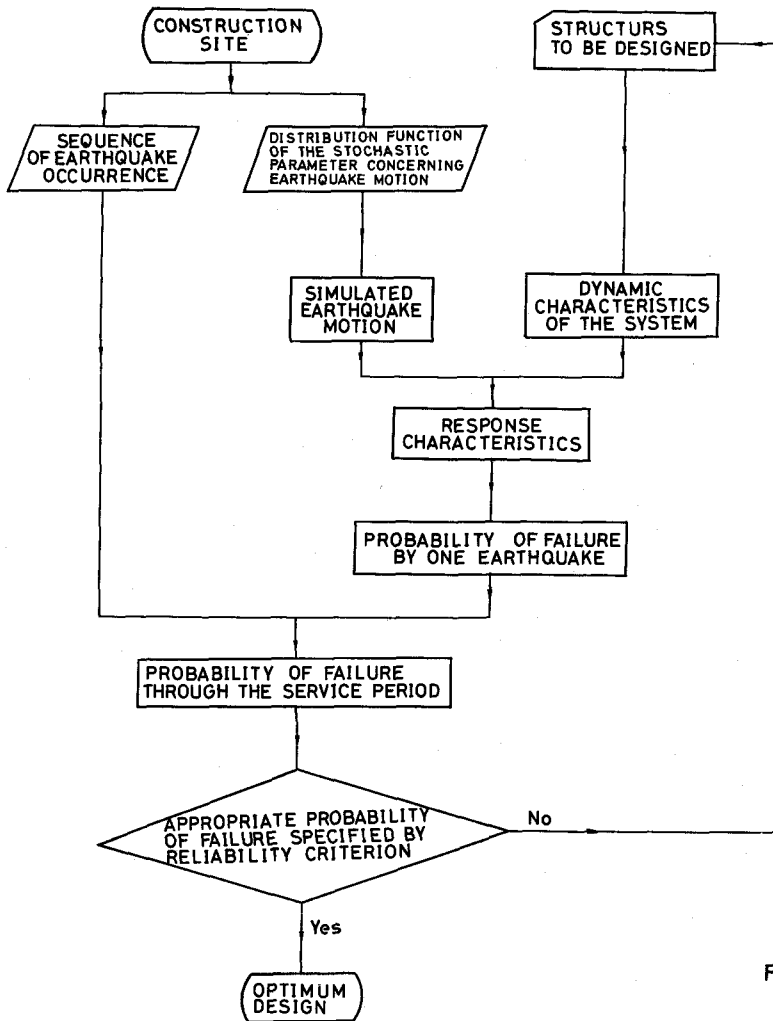 CONSTRUCTION
SITE
STRUCTURS
TO BE DESIGNED
SEQUENCE
OF EARTHQUAKE
OCCURRENCE
DISTRIBUTION FUNCTION
OF THE STOCHASTIC
PARAMETER CONCERNING
EARTHQUAKE MOTION
SIMULATED
EARTHQUAKE
MOTION
DYNAMIC
CHARACTERISTICS
OF THE SYSTEM
RESPONSE
CHARACTERISTICS
PROBABILITY OF FAILURE
BY ONE EARTHQUAKE
PROBABILITY OF FAILURE
THROUGH THE SERVICE PERIOD
APPROPRIATE PROBABILITY
OF FAILURE SPECIFIED BY
RELIABILITY CRITERION
No
Yes
OPTIMUM
DESIGN
F